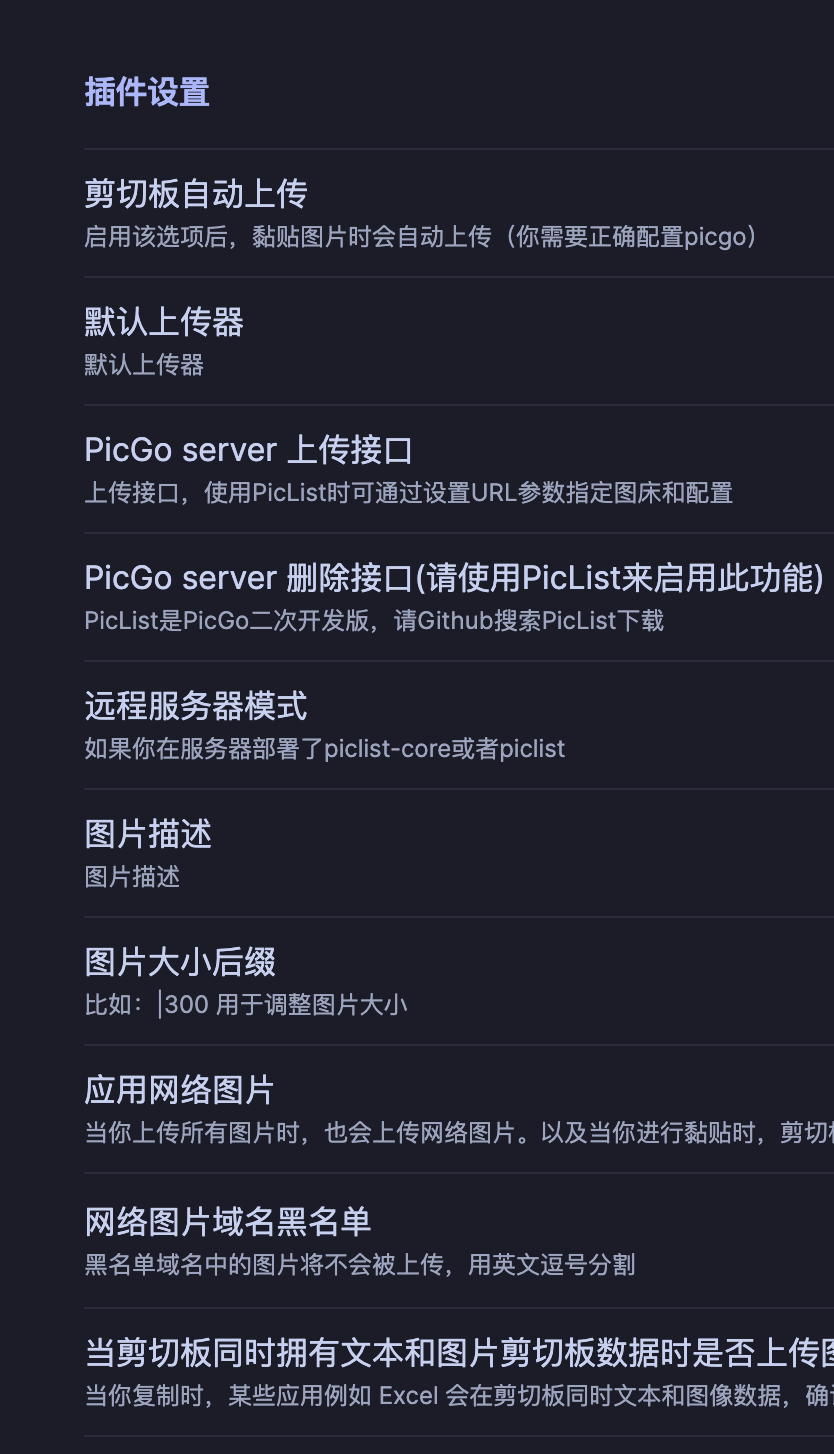 插件设置
剪切板自动上传
启用该选项后，黏贴图片时会自动上传（你需要正确配置picgo）
默认上传器
默认上传器
PicGo server 上传接口
上传接口，使用PicList时可通过设置URL参数指定图床和配置
PicGo server 删除接口(请使用PicList来启用此功能)
PicList是PicGo二次开发版，请Github搜索PicList下载
远程服务器模式
如果你在服务器部署了piclist-core或者piclist
图片描述
图片描述
图片大小后缀
比如：|300 用于调整图片大小
应用网络图片
当你上传所有图片时，也会上传网络图片。以及当你进行黏贴时，剪切
网络图片域名黑名单
黑名单域名中的图片将不会被上传，用英文逗号分割
当剪切板同时拥有文本和图片剪切板数据时是否上传
当你复制时，某些应用例如 Excel 会在剪切板同时文本和图像数据，确